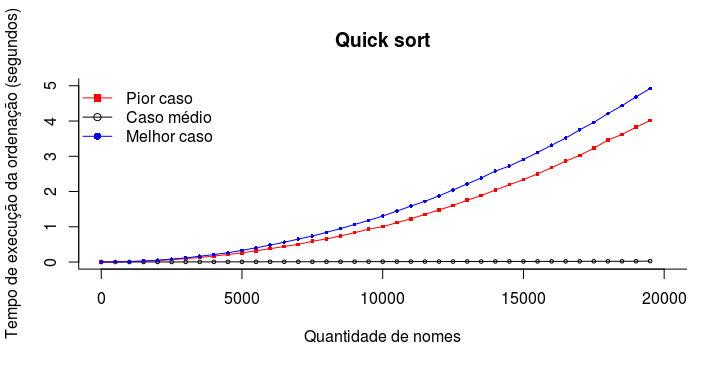 Quick sort
Tempo de execução da ordenação (segundos)
5
4
3
2
1
0
Pior caso
Caso médio
Melhor caso
0 5000 10000 15000 20000
Quantidade de nomes